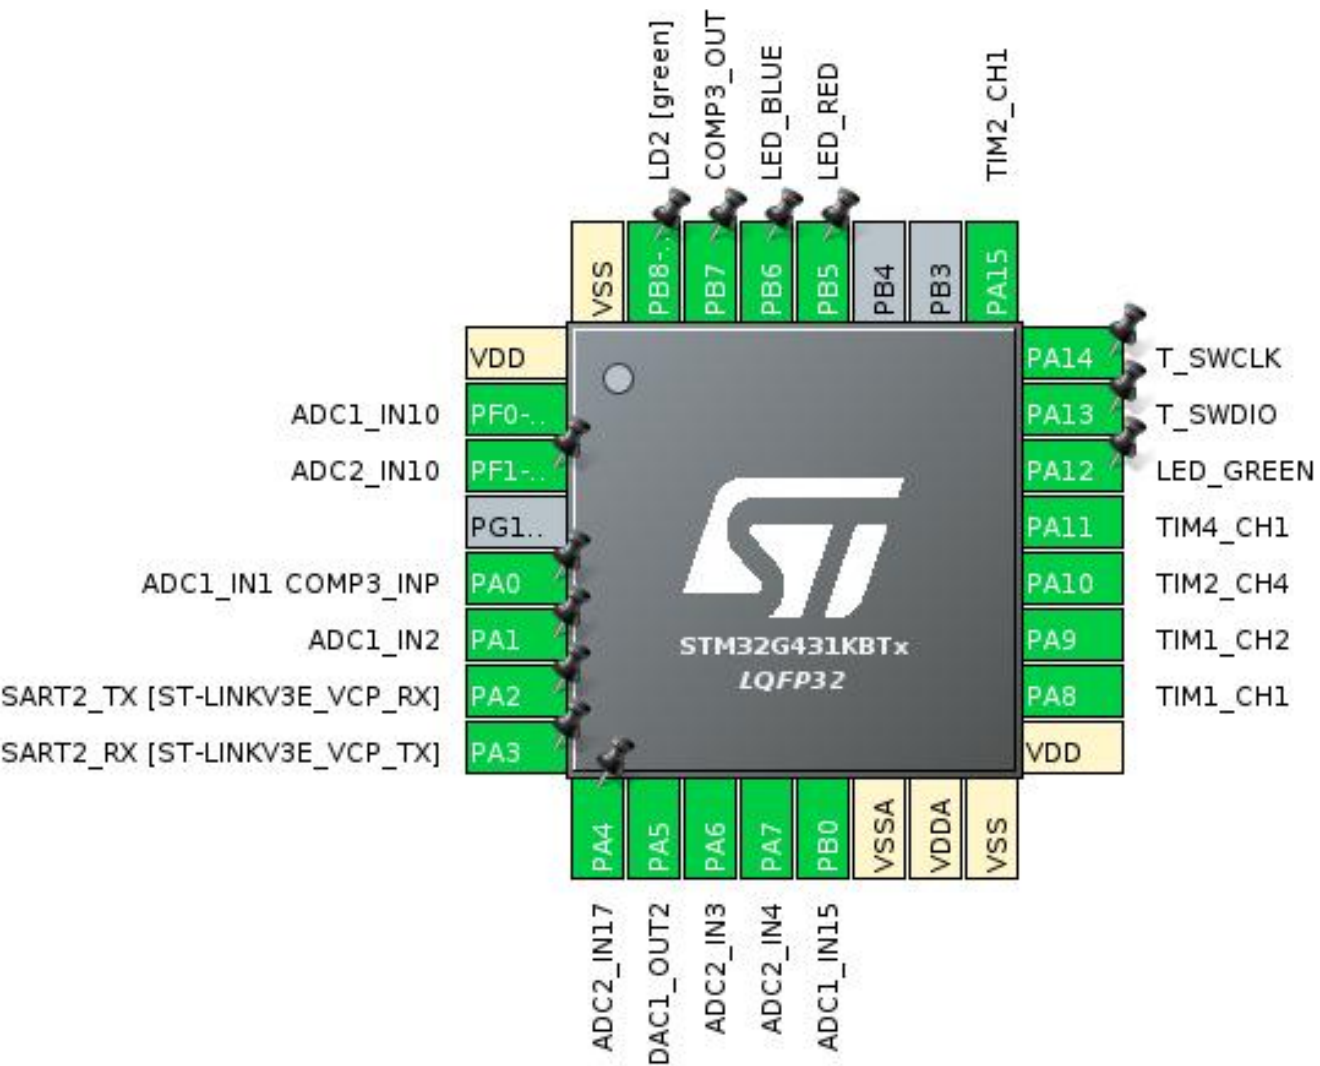 LD2 [green]
COMP3_OUT
LED_BLUE
LED_RED
TIM2_CH1
VSS
PB8-..
PB7
PB6
PB5
PB4
PB3
PA15
VDD
ADC1_IN10 PF0-..
ADC2_IN10 PF1-..
PG1..
ADC1_IN1 COMP3_INP PA0
ADC1_IN2 PA1
SART2_TX [ST-LINKV3E_VCP_RX] PA2
SART2_RX [ST-LINKV3E_VCP_TX] PA3
ST
STM32G431KBTx
LQFP32
PA14 T_SWCLK
PA13 T_SWDIO
PA12 LED_GREEN
PA11 TIM4_CH1
PA10 TIM2_CH4
PA9 TIM1_CH2
PA8 TIM1_CH1
VDD
PA4
PA5
PA6
PA7
PB0
VSSA
VDDA
VSS
ADC2_IN17
DAC1_OUT2
ADC2_IN3
ADC2_IN4
ADC1_IN15